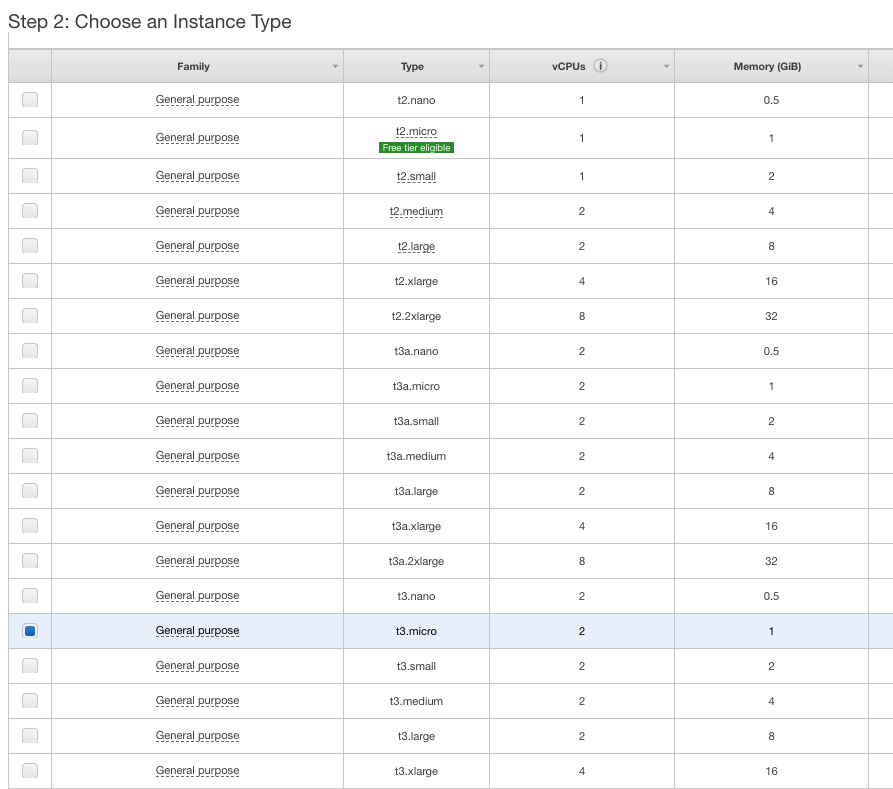 Step 2: Choose an Instance Type
Family Type vCPUs i Memory (GiB)
General purpose t2.nano 1 0.5
General purpose t2.micro 1 1
Free tier eligible
General purpose t2.small 1 2
General purpose t2.medium 2 4
General purpose t2.large 2 8
General purpose t2.xlarge 4 16
General purpose t2.2xlarge 8 32
General purpose t3a.nano 2 0.5
General purpose t3a.micro 2 1
General purpose t3a.small 2 2
General purpose t3a.medium 2 4
General purpose t3a.large 2 8
General purpose t3a.xlarge 4 16
General purpose t3a.2xlarge 8 32
General purpose t3.nano 2 0.5
General purpose t3.micro 2 1
General purpose t3.small 2 2
General purpose t3.medium 2 4
General purpose t3.large 2 8
General purpose t3.xlarge 4 16